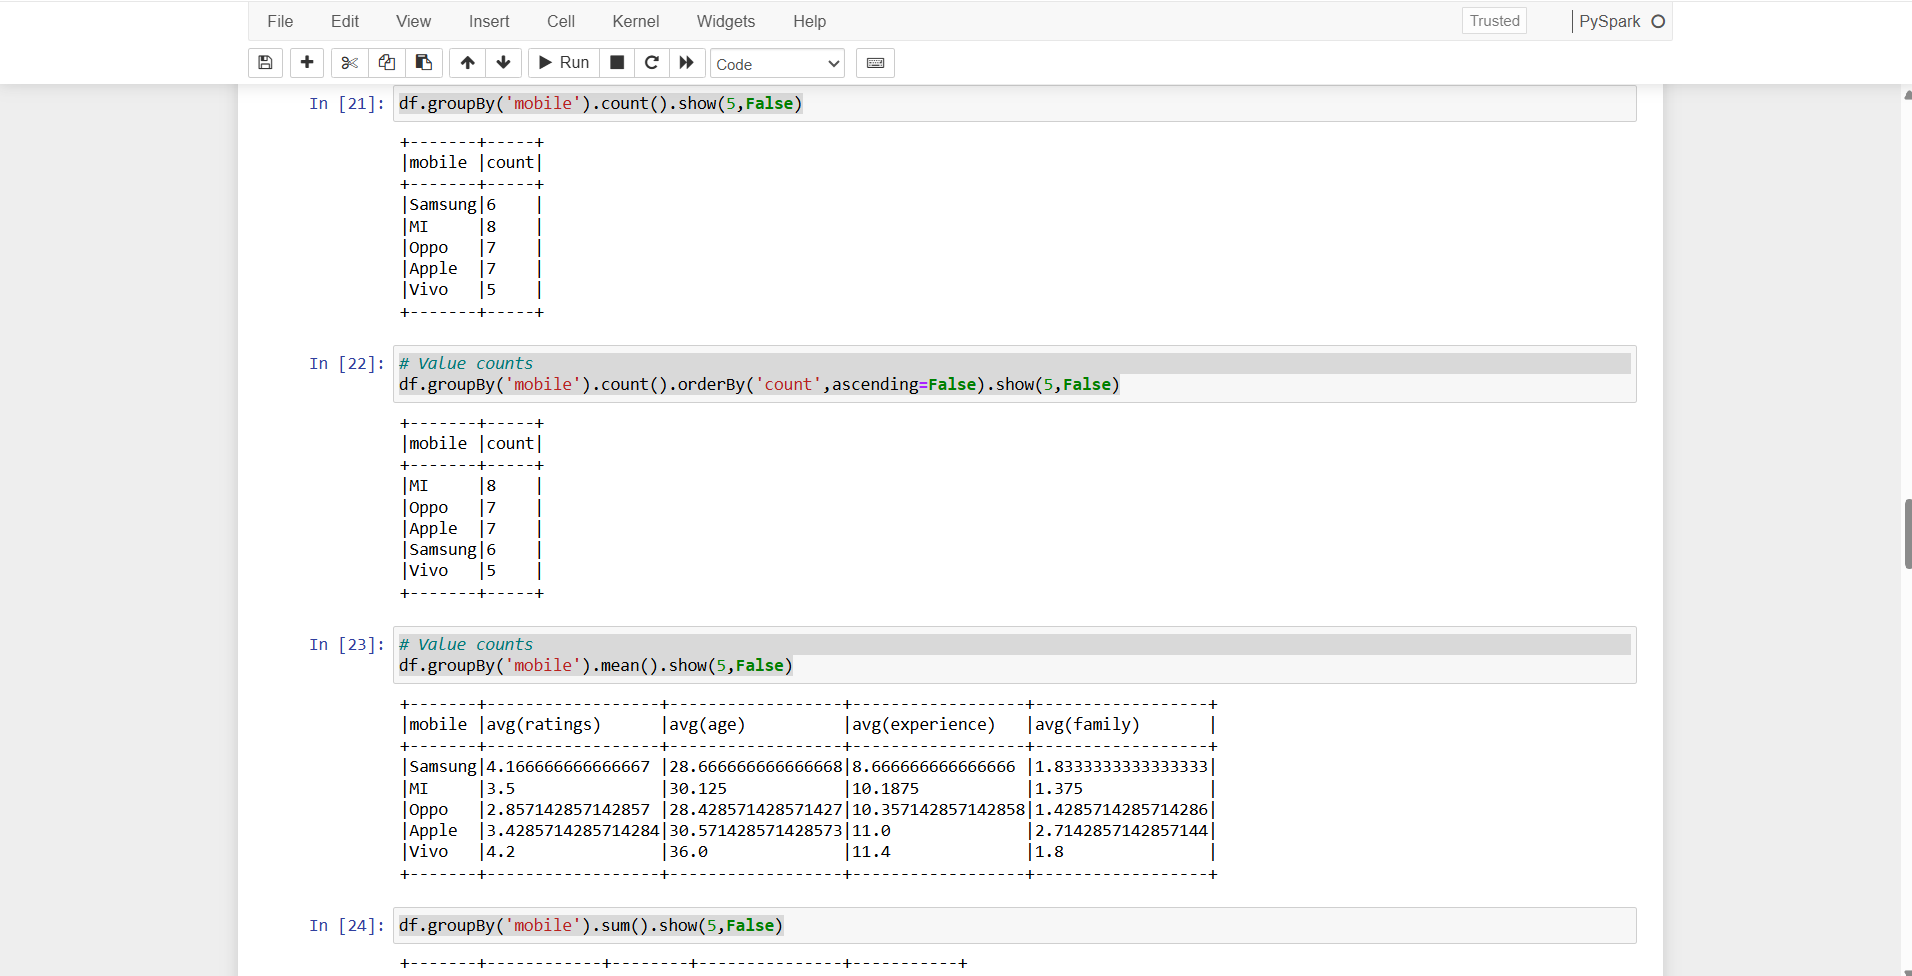 File Edit View Insert Cell Kernel Widgets Help Trusted PySpark
Run Code
In [21]: df.groupBy('mobile').count().show(5,False)
+-------+-----+
|mobile |count|
+-------+-----+
|Samsung|6    |
|MI     |8    |
|Oppo   |7    |
|Apple  |7    |
|Vivo   |5    |
+-------+-----+
In [22]: # Value counts
df.groupBy('mobile').count().orderBy('count',ascending=False).show(5,False)
+-------+-----+
|mobile |count|
+-------+-----+
|MI     |8    |
|Oppo   |7    |
|Apple  |7    |
|Samsung|6    |
|Vivo   |5    |
+-------+-----+
In [23]: # Value counts
df.groupBy('mobile').mean().show(5,False)
+-------+------------------+------------------+------------------+------------------+
|mobile |avg(ratings)      |avg(age)          |avg(experience)   |avg(family)       |
+-------+------------------+------------------+------------------+------------------+
|Samsung|4.166666666666667 |28.666666666666668|8.666666666666666 |1.8333333333333333|
|MI     |3.5               |30.125            |10.1875           |1.375             |
|Oppo   |2.857142857142857 |28.428571428571427|10.357142857142858|1.4285714285714286|
|Apple  |3.4285714285714284|30.571428571428573|11.0              |2.7142857142857144|
|Vivo   |4.2               |36.0              |11.4              |1.8               |
+-------+------------------+------------------+------------------+------------------+
In [24]: df.groupBy('mobile').sum().show(5,False)
+-------+------------+--------+---------------+-----------+